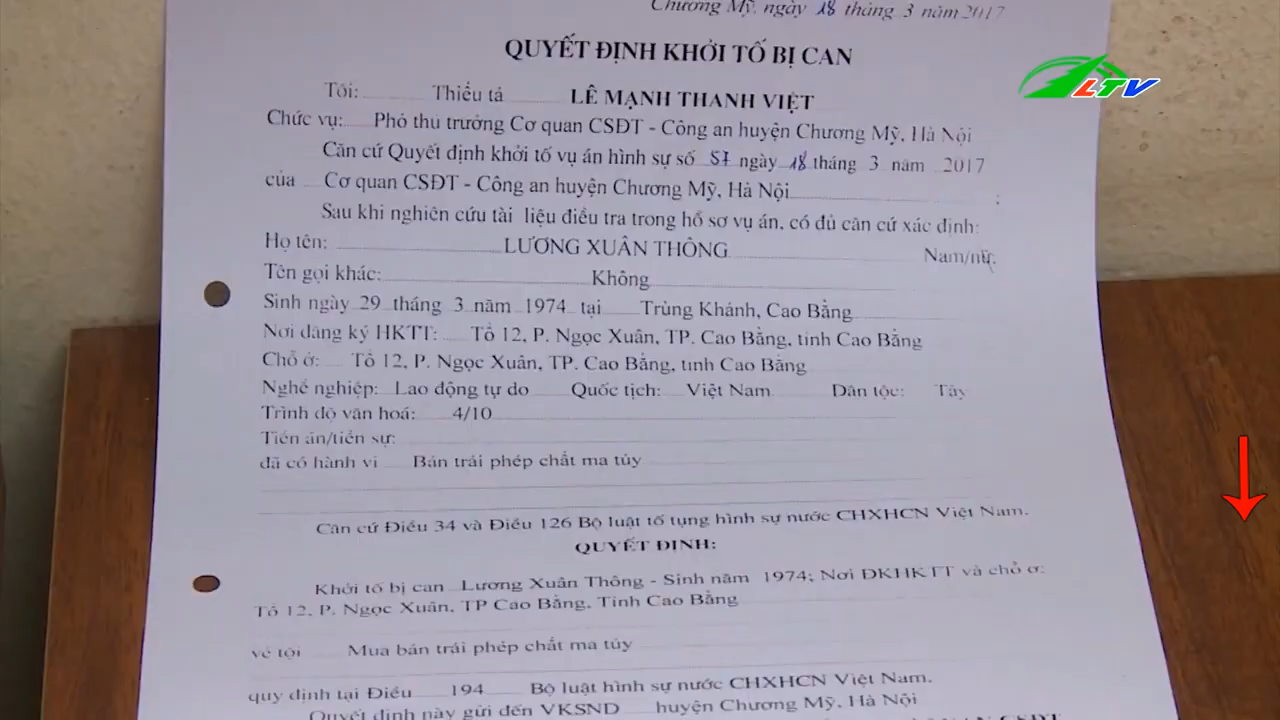 Chương Mỹ, ngày 18 tháng 3 năm 2017
LTV
QUYẾT ĐỊNH KHỞI TỐ BỊ CAN
Tôi: Thiếu tá LÊ MẠNH THANH VIỆT
Chức vụ: Phó thủ trưởng Cơ quan CSĐT - Công an huyện Chương Mỹ, Hà Nội
Căn cứ Quyết định khởi tố vụ án hình sự số 57 ngày 18 tháng 3 năm 2017
của Cơ quan CSĐT - Công an huyện Chương Mỹ, Hà Nội ;
Sau khi nghiên cứu tài liệu điều tra trong hồ sơ vụ án, có đủ căn cứ xác định:
Họ tên: LƯƠNG XUÂN THÔNG Nam/nữ:
Tên gọi khác: Không
Sinh ngày 29 tháng 3 năm 1974 tại Trùng Khánh, Cao Bằng
Nơi đăng ký HKTT: Tổ 12, P. Ngọc Xuân, TP. Cao Bằng, tỉnh Cao Bằng
Chỗ ở: Tổ 12, P. Ngọc Xuân, TP. Cao Bằng, tỉnh Cao Bằng
Nghề nghiệp: Lao động tự do Quốc tịch: Việt Nam Dân tộc: Tày
Trình độ văn hoá: 4/10
Tiền án/tiền sự:
đã có hành vi Bán trái phép chất ma túy
Căn cứ Điều 34 và Điều 126 Bộ luật tố tụng hình sự nước CHXHCN Việt Nam.
QUYẾT ĐỊNH:
Khởi tố bị can Lương Xuân Thông - Sinh năm 1974; Nơi ĐKHKTT và chỗ ở:
Tổ 12, P. Ngọc Xuân, TP Cao Bằng, Tỉnh Cao Bằng
về tội Mua bán trái phép chất ma túy
quy định tại Điều 194 Bộ luật hình sự nước CHXHCN Việt Nam.
Quyết định này gửi đến VKSND huyện Chương Mỹ, Hà Nội